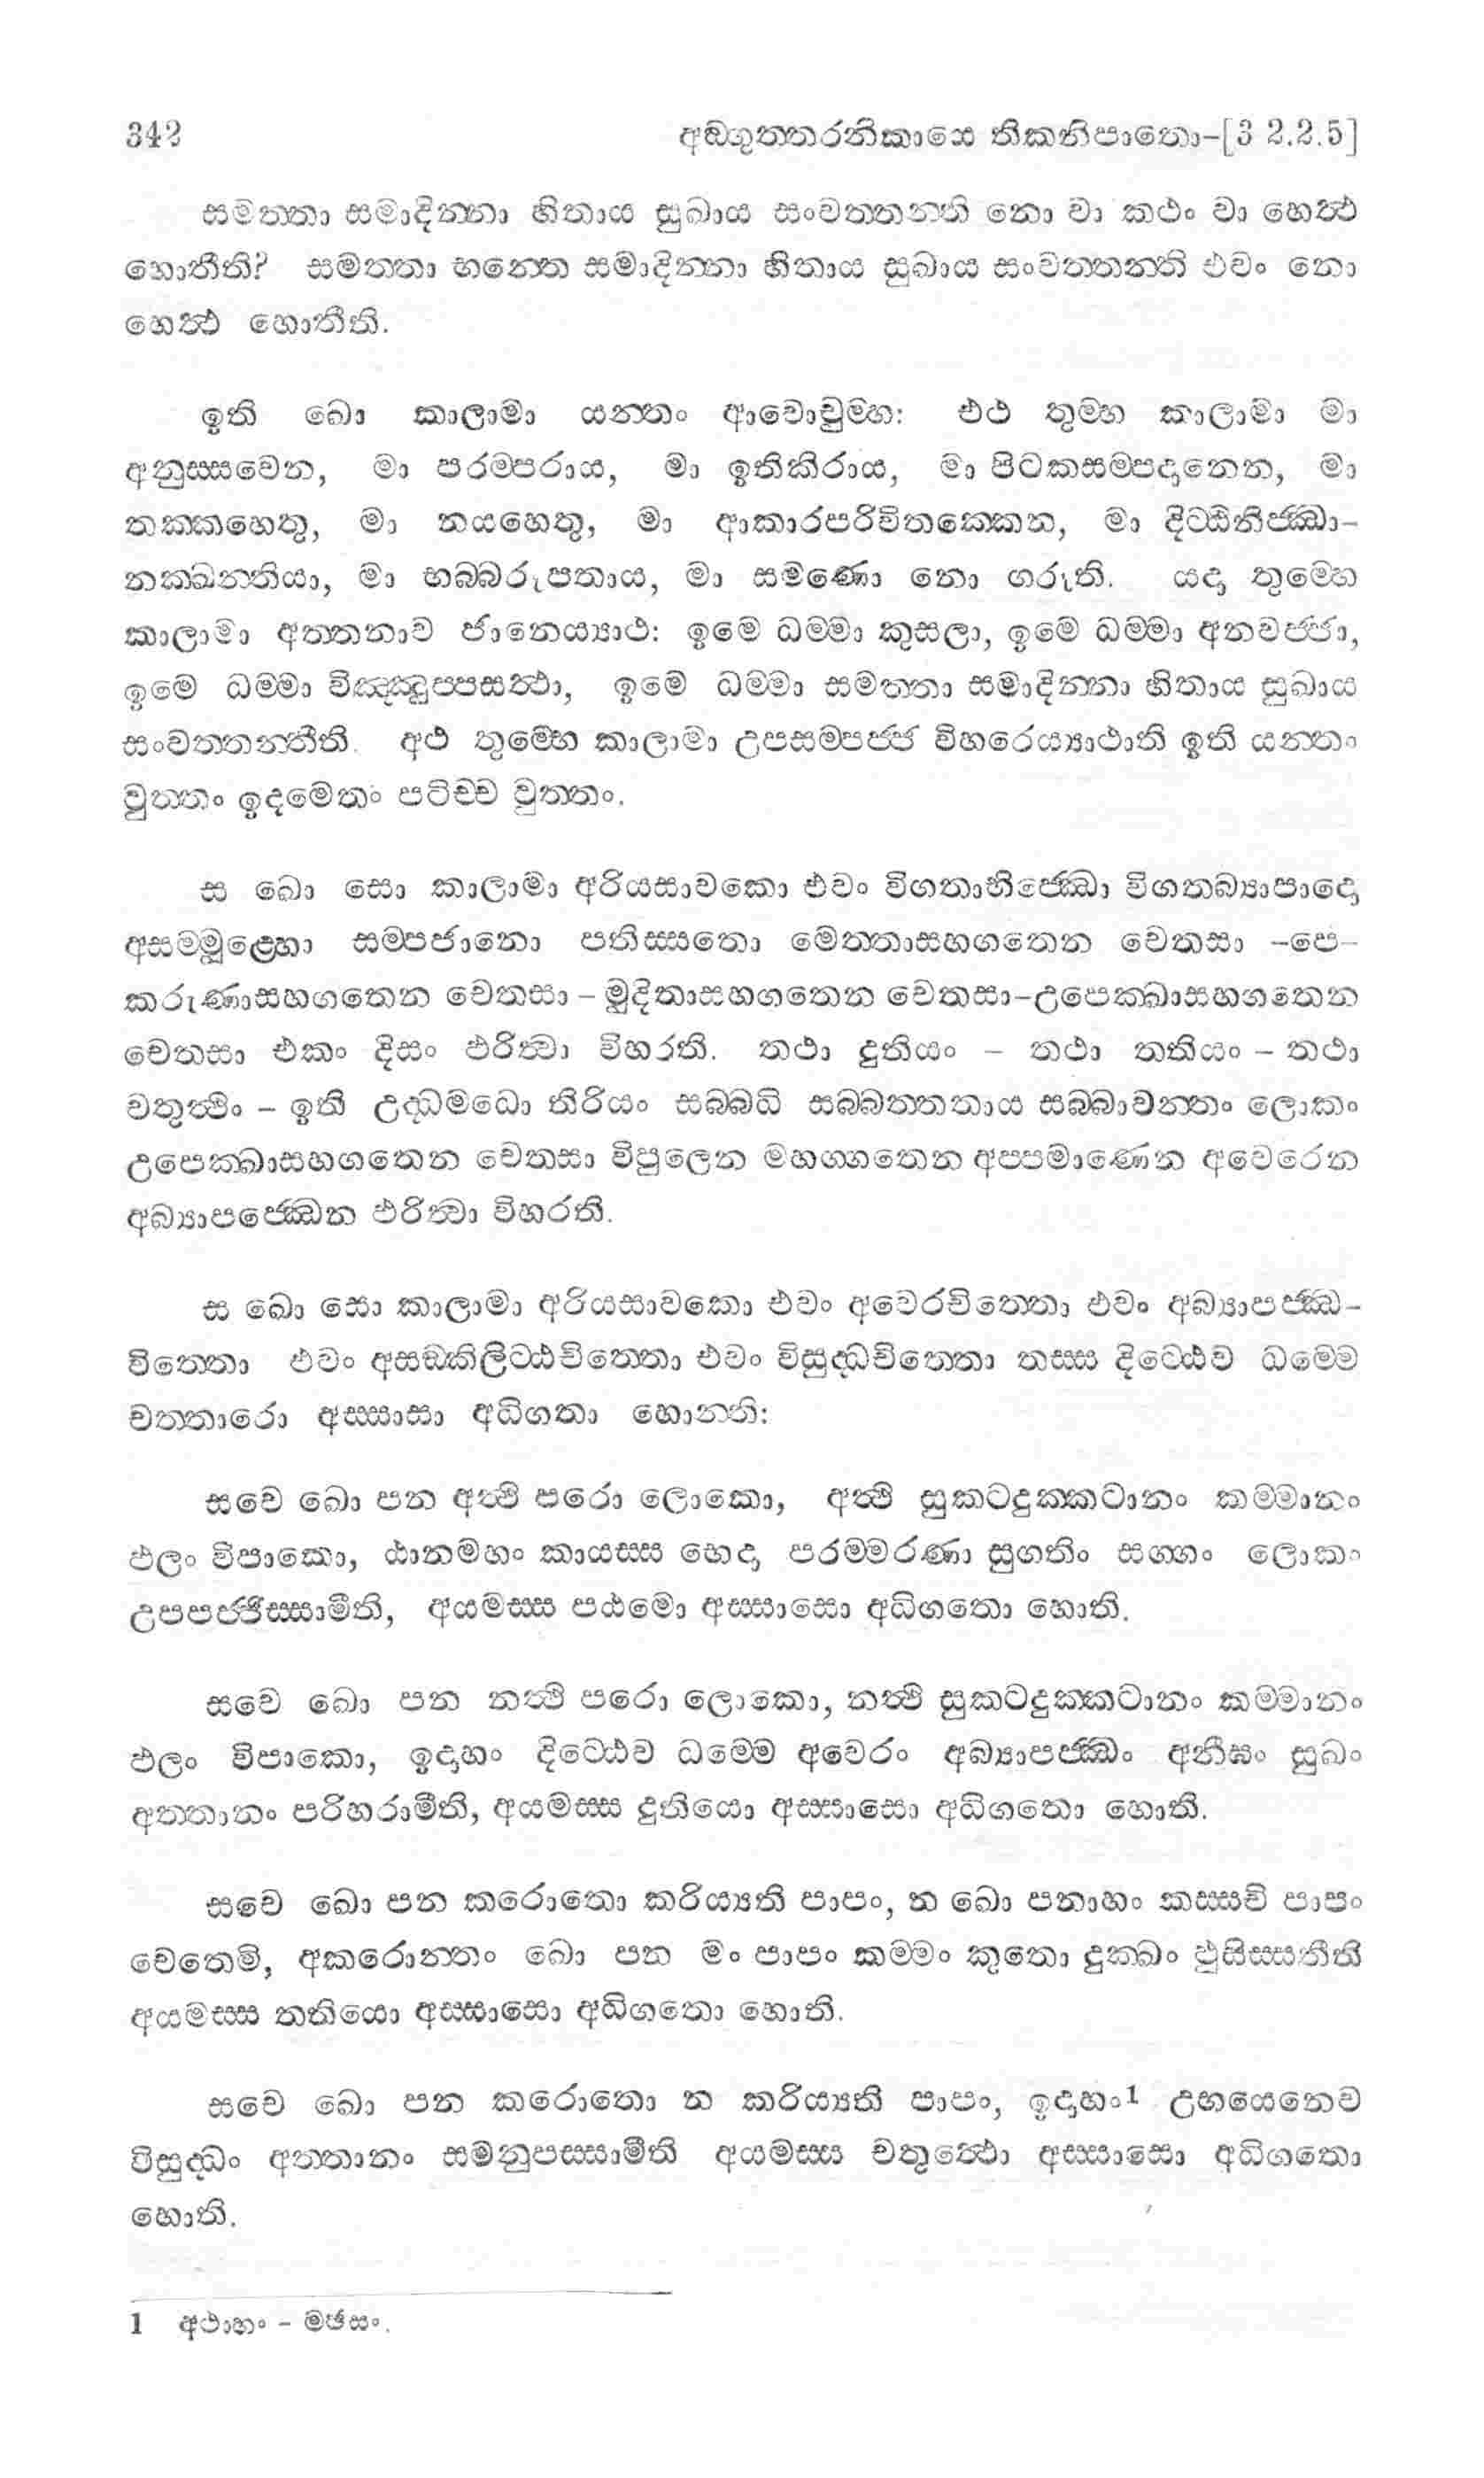 342 අඞ්ගුත්තරනිකායෙ තිකනිපාතො-[3 2.2.5]
සමත්තා සමාදින්නා හිතාය සුඛාය සංවත්තන්ති නො වා කථං වා හෙත්ථ
හොතීති? සමත්තා භන්තෙ සමාදින්නා හිතාය සුඛාය සංවත්තන්ති එවං නො
හෙත්ථ හොතීති.
ඉති ඛො කාලාමා යන්තං ආවොචුම්හ: එථ තුම්හ කාලාමා මා
අනුස්සවෙන, මා පරම්පරාය, මා ඉතිකිරාය, මා පිටකසම්පදානෙන, මා
තක්කහෙතු, මා නයහෙතු, මා ආකාරපරිවිතක්කෙන, මා දිට්ඨිනිජ්ඣා-
නක්ඛන්තියා, මා භබ්බරූපතාය, මා සමණො නො ගරූති. යදා තුම්හෙ
කාලාමා අත්තනාව ජානෙය්‍යාථ: ඉමෙ ධම්මා කුසලා, ඉමෙ ධම්මා අනවජ්ජා,
ඉමෙ ධම්මා විඤ්ඤුප්පසත්ථා, ඉමෙ ධම්මා සමත්තා සමාදින්නා හිතාය සුඛාය
සංවත්තන්තීති. අථ තුම්හෙ කාලාමා උපසම්පජ්ජ විහරෙය්‍යාථාති ඉති යන්තං
වුත්තං ඉදමෙතං පටිච්ච වුත්තං.
ස ඛො සො කාලාමා අරියසාවකො එවං විගතාභිජ්ඣො විගතබ්‍යාපාදො
අසම්මූළ්හො සම්පජානො පතිස්සතො මෙත්තාසහගතෙන චෙතසා -පෙ-
කරුණාසහගතෙන චෙතසා - මුදිතාසහගතෙන චෙතසා-උපෙක්ඛාසහගතෙන
චෙතසා එකං දිසං ඵරිත්වා විහරති. තථා දුතියං - තථා තතියං - තථා
චතුත්ථිං - ඉති උද්ධමධො තිරියං සබ්බධි සබ්බත්තතාය සබ්බාවන්තං ලොකං
උපෙක්ඛාසහගතෙන චෙතසා විපුලෙන මහග්ගතෙන අප්පමාණෙන අවෙරෙන
අබ්‍යාපජ්ඣෙන ඵරිත්වා විහරති.
ස ඛො සො කාලාමා අරියසාවකො එවං අවෙරචිත්තො එවං අබ්‍යාපජ්ඣ-
චිත්තො එවං අසඞ්කිලිට්ඨචිත්තො එවං විසුද්ධචිත්තො තස්ස දිට්ඨෙව ධම්මෙ
චත්තාරො අස්සාසා අධිගතා හොන්ති:
සචෙ ඛො පන අත්ථි පරො ලොකො, අත්ථි සුකටදුක්කටානං කම්මානං
ඵලං විපාකො, ඨානමහං කායස්ස භෙදා පරම්මරණා සුගතිං සග්ගං ලොකං
උපපජ්ජිස්සාමීති, අයමස්ස පඨමො අස්සාසො අධිගතො හොති.
සචෙ ඛො පන නත්ථි පරො ලොකො, නත්ථි සුකටදුක්කටානං කම්මානං
ඵලං විපාකො, ඉදාහං දිට්ඨෙව ධම්මෙ අවෙරං අබ්‍යාපජ්ඣං අනීඝං සුඛං
අත්තානං පරිහරාමීති, අයමස්ස දුතියො අස්සාසො අධිගතො හොති.
සචෙ ඛො පන කරොතො කරිය්‍යති පාපං, න ඛො පනාහං කස්සචි පාපං
චෙතෙමි, අකරොන්තං ඛො පන මං පාපං කම්මං කුතො දුක්ඛං ඵුසිස්සතීති
අයමස්ස තතියො අස්සාසො අධිගතො හොති.
සචෙ ඛො පන කරොතො න කරිය්‍යති පාපං, ඉදාහං1 උභයෙනෙව
විසුද්ධං අත්තානං සමනුපස්සාමීති අයමස්ස චතුත්ථො අස්සාසො අධිගතො
හොති.
1 අථාහං - මජසං.